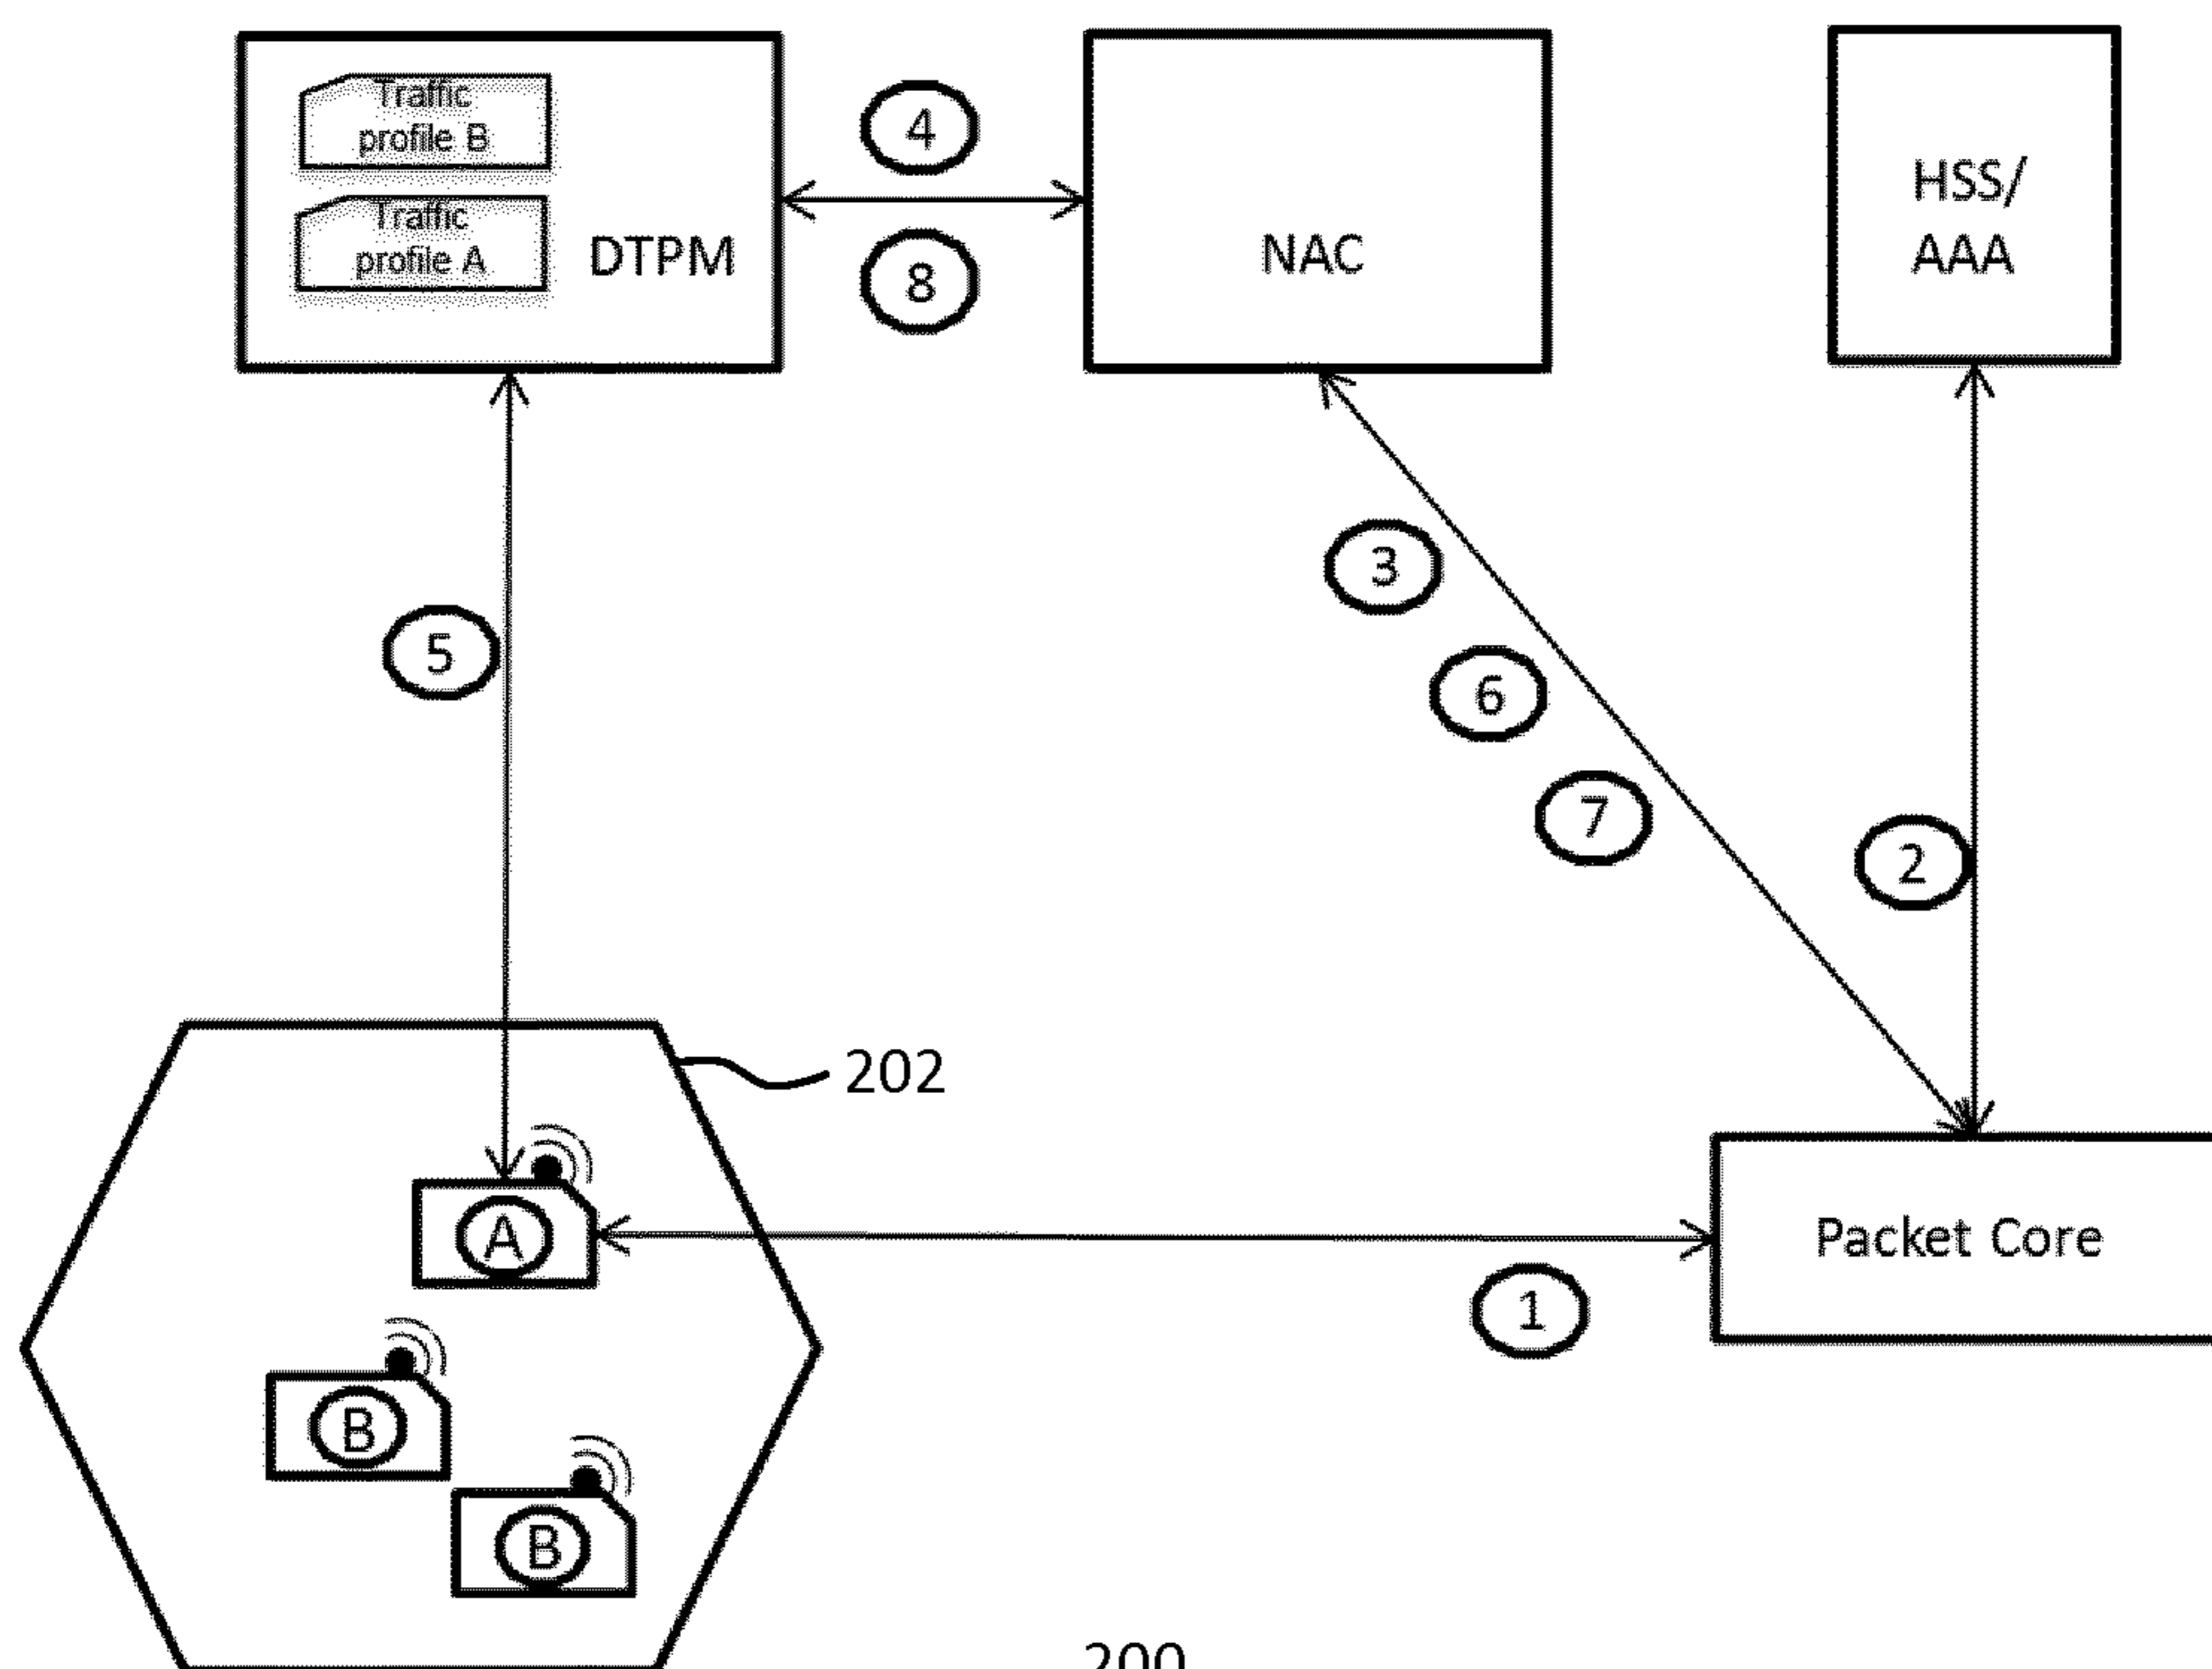 Traffic
profile B
Traffic
profile A
DTPM
4
8
NAC
HSS/
AAA
5
3
6
7
2
202
A
B
B
1
Packet Core
200